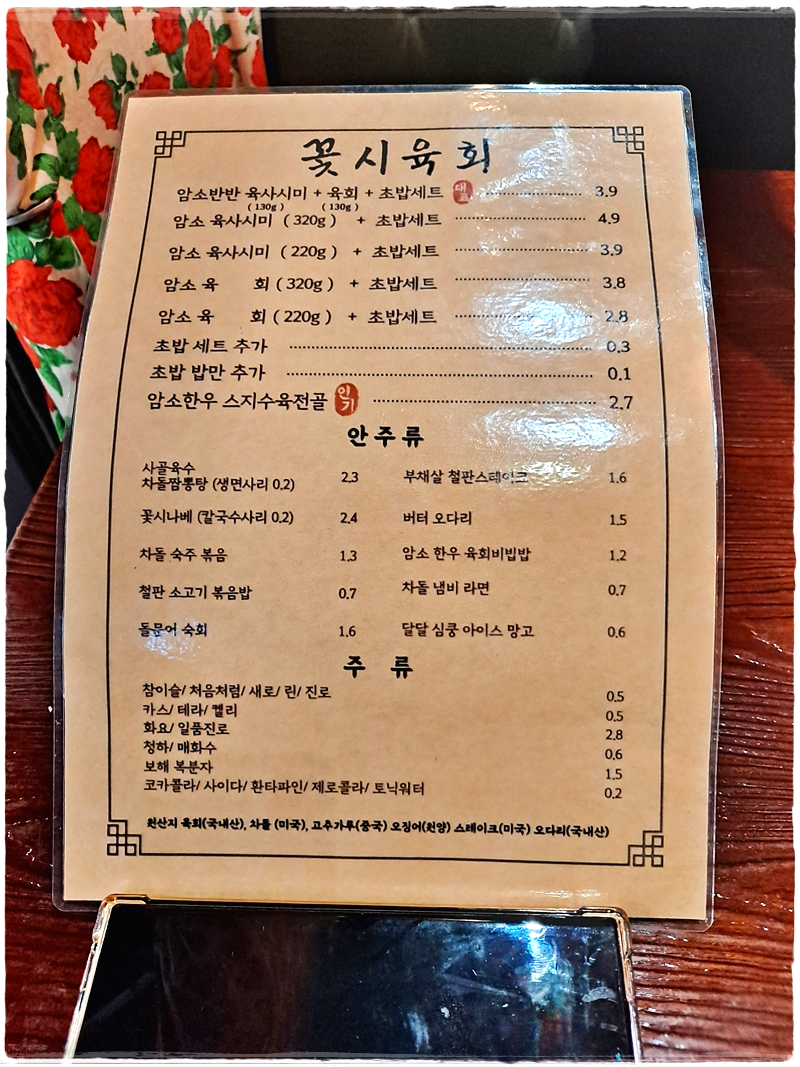 꽃시육회
암소반반 육사시미 + 육회 + 초밥세트 대표 3.9
(130g) (130g)
암소 육사시미 (320g) + 초밥세트 4.9
암소 육사시미 (220g) + 초밥세트 3.9
암소 육 회 (320g) + 초밥세트 3.8
암소 육 회 (220g) + 초밥세트 2.8
초밥 세트 추가 0.3
초밥 밥만 추가 0.1
암소한우 스지수육전골 인기 2.7
안주류
사골육수
차돌짬뽕탕 (생면사리 0.2) 2.3 부채살 철판스테이크 1.6
꽃시나베 (칼국수사리 0.2) 2.4 버터 오다리 1.5
차돌 숙주 볶음 1.3 암소 한우 육회비빔밥 1.2
철판 소고기 볶음밥 0.7 차돌 냄비 라면 0.7
돌문어 숙회 1.6 달달 심쿵 아이스 망고 0.6
주 류
참이슬/ 처음처럼/ 새로/ 린/ 진로 0.5
카스/ 테라/ 켈리 0.5
화요/ 일품진로 2.8
청하/ 매화수 0.6
보해 복분자 1.5
코카콜라/ 사이다/ 환타파인/ 제로콜라/ 토닉워터 0.2
원산지 육회(국내산), 차돌 (미국), 고추가루(중국) 오징어(원양) 스테이크(미국) 오다리(국내산)